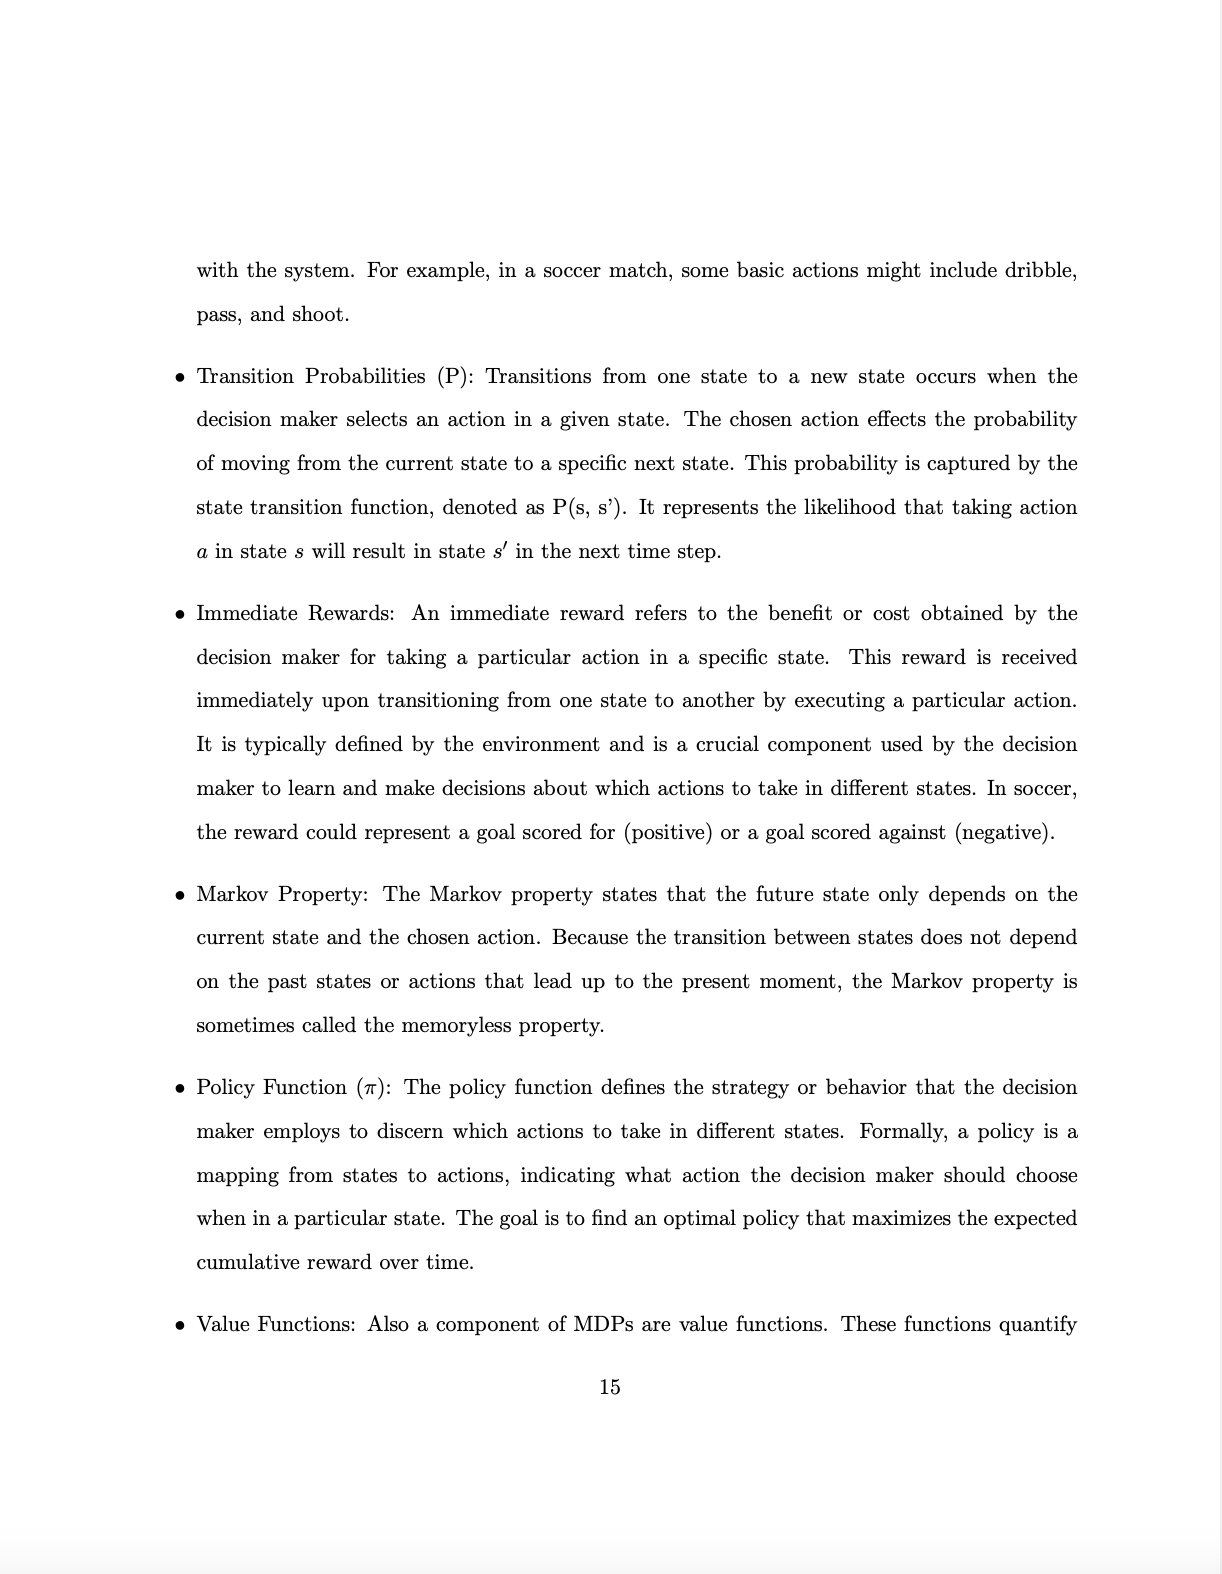 with the system. For example, in a soccer match, some basic actions might include dribble,
pass, and shoot.
• Transition Probabilities (P): Transitions from one state to a new state occurs when the
decision maker selects an action in a given state. The chosen action effects the probability
of moving from the current state to a specific next state. This probability is captured by the
state transition function, denoted as P(s, s’). It represents the likelihood that taking action
a in state s will result in state s′ in the next time step.
• Immediate Rewards: An immediate reward refers to the benefit or cost obtained by the
decision maker for taking a particular action in a specific state. This reward is received
immediately upon transitioning from one state to another by executing a particular action.
It is typically defined by the environment and is a crucial component used by the decision
maker to learn and make decisions about which actions to take in different states. In soccer,
the reward could represent a goal scored for (positive) or a goal scored against (negative).
• Markov Property: The Markov property states that the future state only depends on the
current state and the chosen action. Because the transition between states does not depend
on the past states or actions that lead up to the present moment, the Markov property is
sometimes called the memoryless property.
• Policy Function (π): The policy function defines the strategy or behavior that the decision
maker employs to discern which actions to take in different states. Formally, a policy is a
mapping from states to actions, indicating what action the decision maker should choose
when in a particular state. The goal is to find an optimal policy that maximizes the expected
cumulative reward over time.
• Value Functions: Also a component of MDPs are value functions. These functions quantify
15